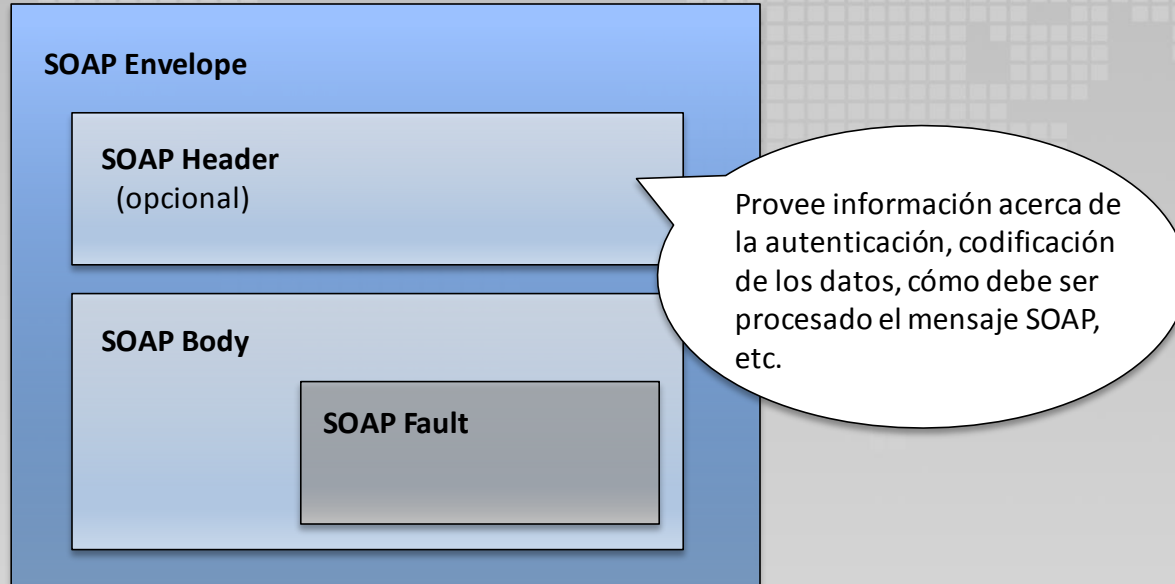 SOAP Envelope
SOAP Header
(opcional)
Provee información acerca de
la autenticación, codificación
de los datos, cómo debe ser
procesado el mensaje SOAP,
etc.
SOAP Body
SOAP Fault